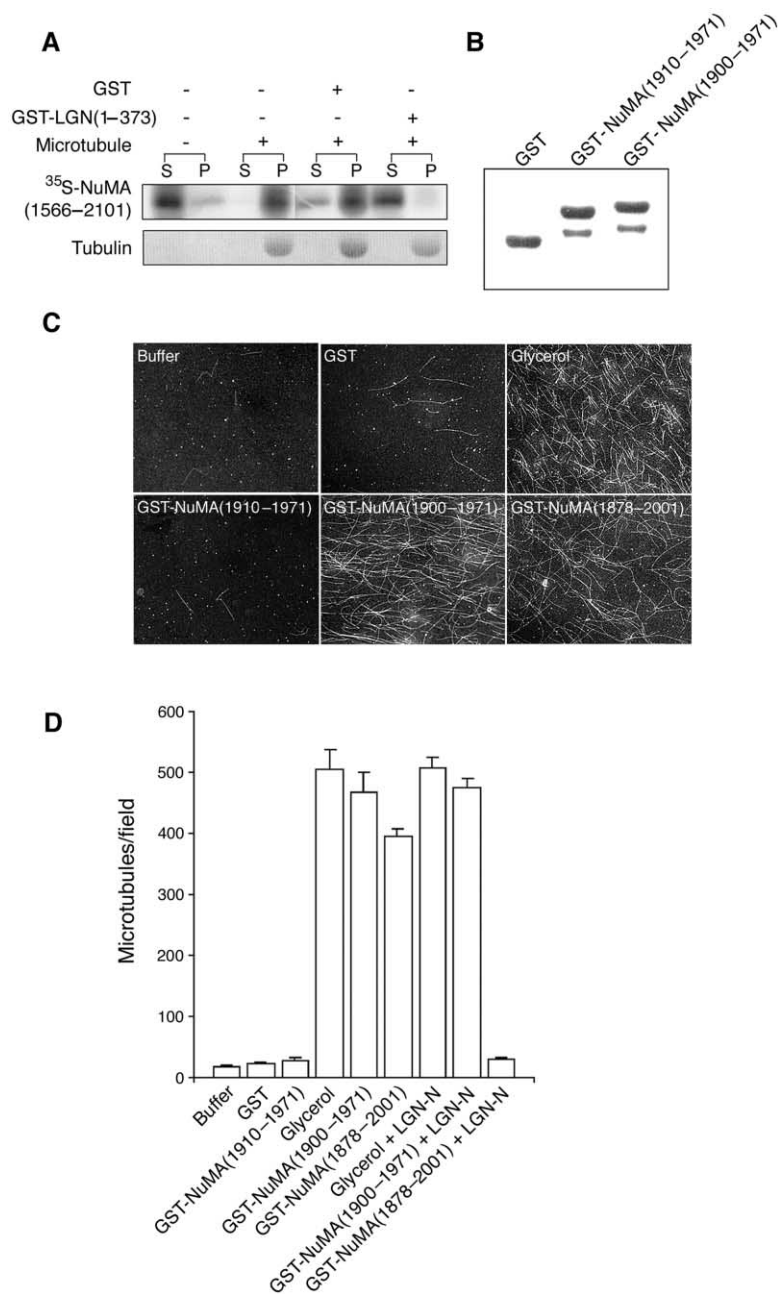 A
GST - - + -
GST-LGN(1–373) - - - +
Microtubule - + + +
S P S P S P S P
³⁵S-NuMA
(1566–2101)
Tubulin
B
GST
GST- NuMA(1910–1971)
GST- NuMA(1900–1971)
C
Buffer GST Glycerol
GST-NuMA(1910–1971) GST-NuMA(1900–1971) GST-NuMA(1878–2001)
D
Microtubules/field
600
500
400
300
200
100
0
Buffer
GST
GST-NuMA(1910–1971)
Glycerol
GST-NuMA(1900–1971)
GST-NuMA(1878–2001)
Glycerol + LGN-N
GST-NuMA(1900–1971) + LGN-N
GST-NuMA(1878–2001) + LGN-N